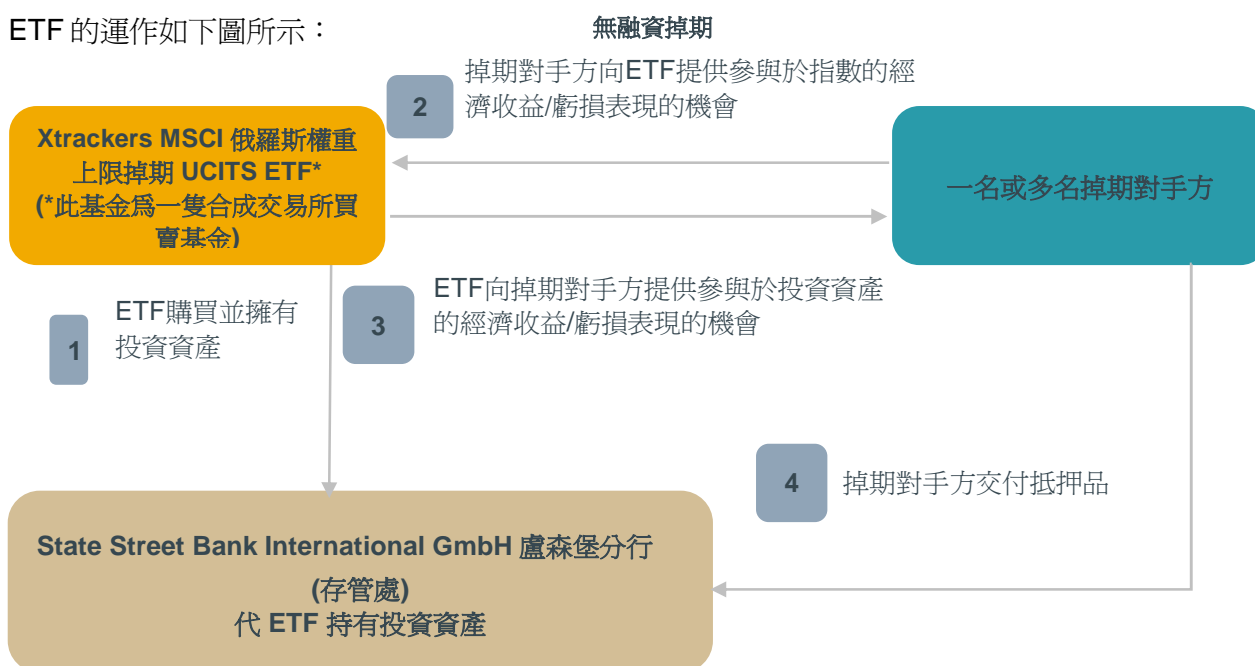 ETF 的運作如下圖所示：
無融資掉期
掉期對手方向ETF提供參與於指數的經
濟收益/虧損表現的機會
2
Xtrackers MSCI 俄羅斯權重
上限掉期 UCITS ETF*
(*此基金爲一隻合成交易所買
賣基金)
一名或多名掉期對手方
1
ETF購買並擁有
投資資產
3
ETF向掉期對手方提供參與於投資資產
的經濟收益/虧損表現的機會
4
掉期對手方交付抵押品
State Street Bank International GmbH 盧森堡分行
(存管處)
代 ETF 持有投資資產